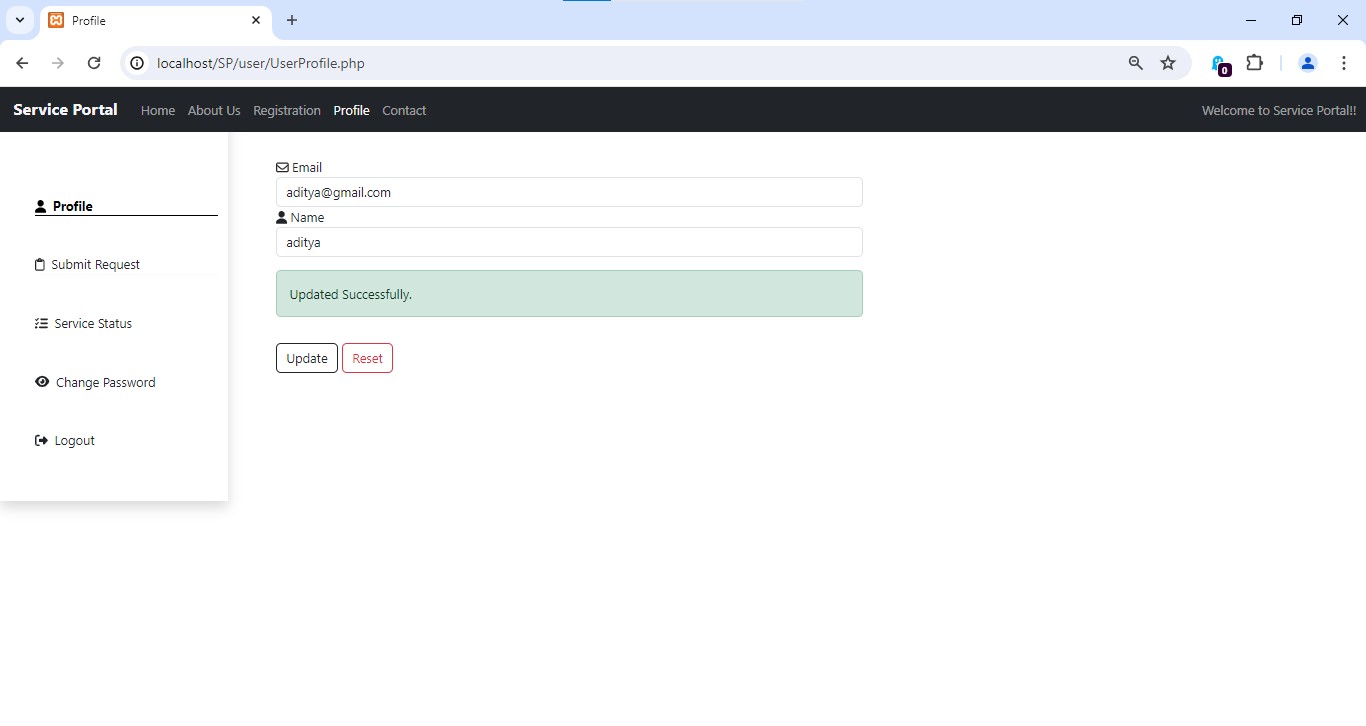 Profile
localhost/SP/user/UserProfile.php
0
Service Portal Home About Us Registration Profile Contact Welcome to Service Portal!!
Profile
Submit Request
Service Status
Change Password
Logout
Email
aditya@gmail.com
Name
aditya
Updated Successfully.
Update Reset